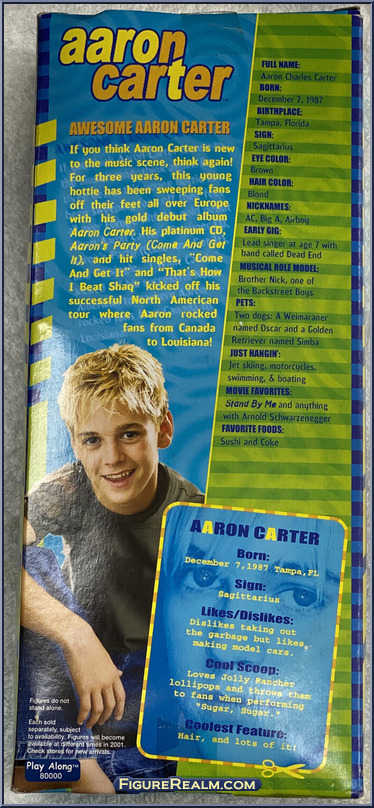 aaron
carter
AWESOME AARON CARTER
If you think Aaron Carter is new
to the music scene, think again!
For three years, this young
hottie has been sweeping fans
off their feet all over Europe
with his gold debut album
Aaron Carter. His platinum CD,
Aaron's Party (Come And Get
It), and hit singles, "Come
And Get It" and "That's How
I Beat Shaq" kicked off his
successful North American
tour where Aaron rocked
fans from Canada
to Louisiana!
FULL NAME:
Aaron Charles Carter
BORN:
December 7, 1987
BIRTHPLACE:
Tampa, Florida
SIGN:
Sagittarius
EYE COLOR:
Brown
HAIR COLOR:
Blond
NICKNAMES:
AC, Big A, Airboy
EARLY GIG:
Lead singer at age 7 with
band called Dead End
MUSICAL ROLE MODEL:
Brother Nick, one of
the Backstreet Boys
PETS:
Two dogs: A Weimaraner
named Oscar and a Golden
Retriever named Simba
JUST HANGIN':
Jet skiing, motorcycles,
swimming, & boating
MOVIE FAVORITES:
Stand By Me and anything
with Arnold Schwarzenegger
FAVORITE FOODS:
Sushi and Coke
AARON CARTER
Born:
December 7,1987 Tampa,FL
Sign:
Sagittarius
Likes/Dislikes:
Dislikes taking out
the garbage but likes
making model cars.
Cool Scoop:
Loves Jolly Rancher
lollipops and throws them
to fans when performing
"Sugar, Sugar."
Coolest Feature:
Hair, and lots of it!
Figures do not
stand alone.
Each sold
separately, subject
to availability. Figures will become
available at different times in 2001.
Check stores for new arrivals.
Play Along™
80000
FigureRealm.com